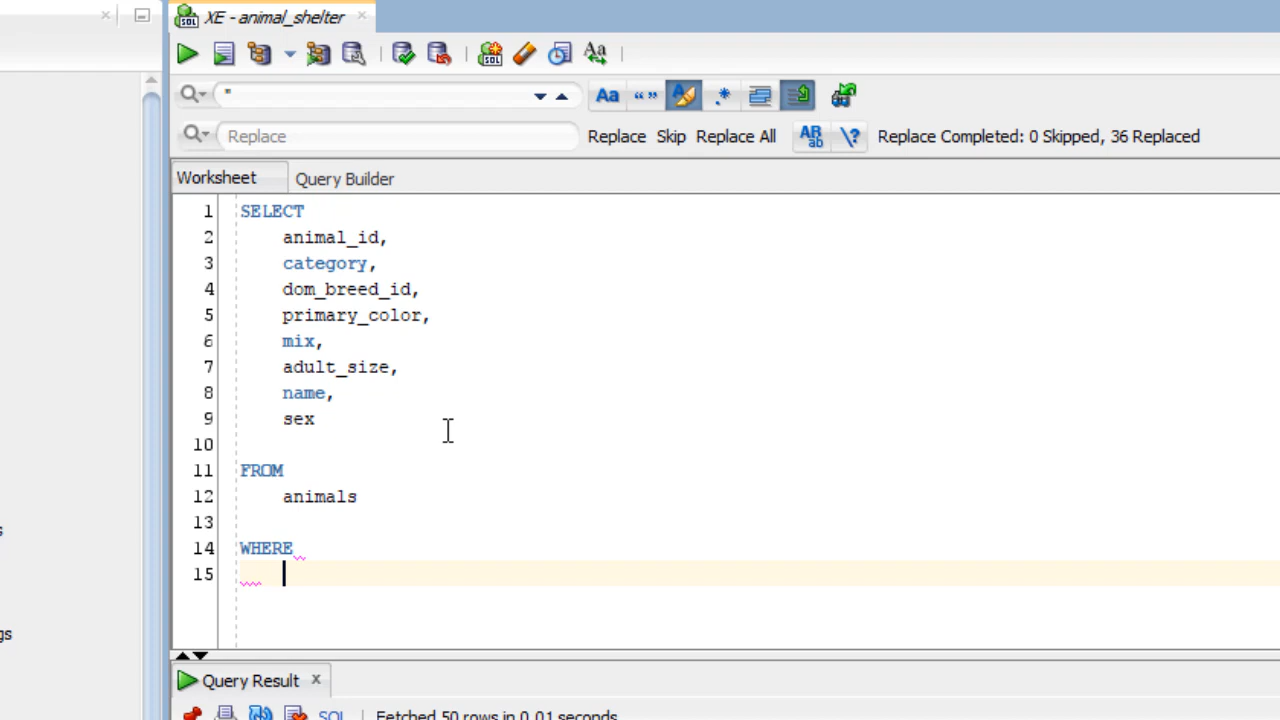 XE - animal_shelter
"
Replace
Replace Skip Replace All Replace Completed: 0 Skipped, 36 Replaced
Worksheet Query Builder
1 SELECT
2 animal_id,
3 category,
4 dom_breed_id,
5 primary_color,
6 mix,
7 adult_size,
8 name,
9 sex
10
11 FROM
12 animals
13
14 WHERE
15
Query Result
SQL | Fetched 50 rows in 0.01 seconds